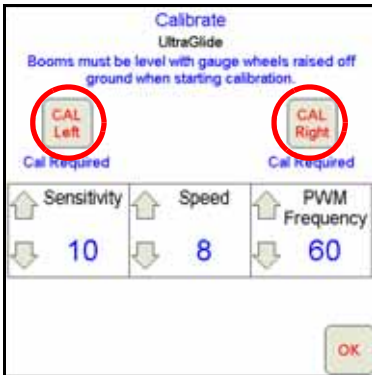 Calibrate
UltraGlide
Booms must be level with gauge wheels raised off
ground when starting calibration.
CAL
Left
CAL
Right
Cal Required
Cal Required
Sensitivity
Speed
PWM
Frequency
10
8
60
OK